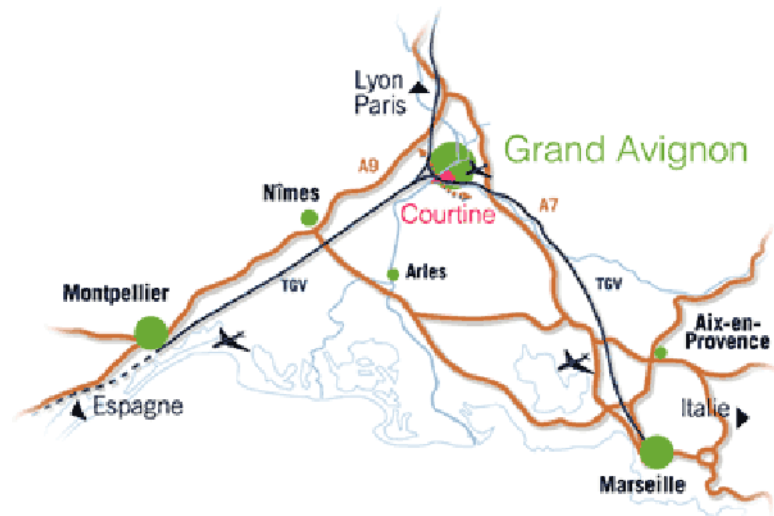 Lyon
Paris
Grand Avignon
A9
Nîmes
Courtine
A7
Arles
TGV
TGV
Montpellier
Aix-en-
Provence
Espagne
Italie
Marseille